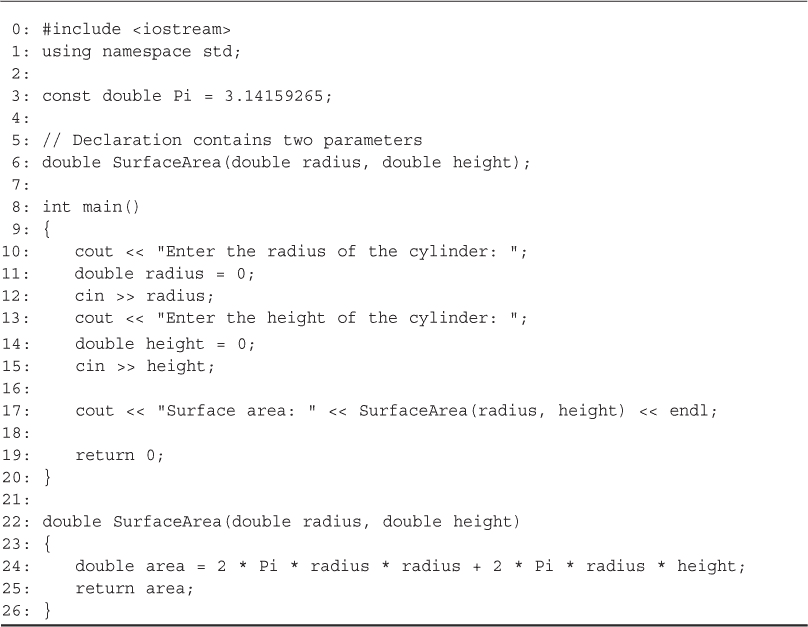 0: #include <iostream>
1: using namespace std;
2:
3: const double Pi = 3.14159265;
4:
5: // Declaration contains two parameters
6: double SurfaceArea(double radius, double height);
7:
8: int main()
9: {
10:    cout << "Enter the radius of the cylinder: ";
11:    double radius = 0;
12:    cin >> radius;
13:    cout << "Enter the height of the cylinder: ";
14:    double height = 0;
15:    cin >> height;
16:
17:    cout << "Surface area: " << SurfaceArea(radius, height) << endl;
18:
19:    return 0;
20: }
21:
22: double SurfaceArea(double radius, double height)
23: {
24:    double area = 2 * Pi * radius * radius + 2 * Pi * radius * height;
25:    return area;
26: }